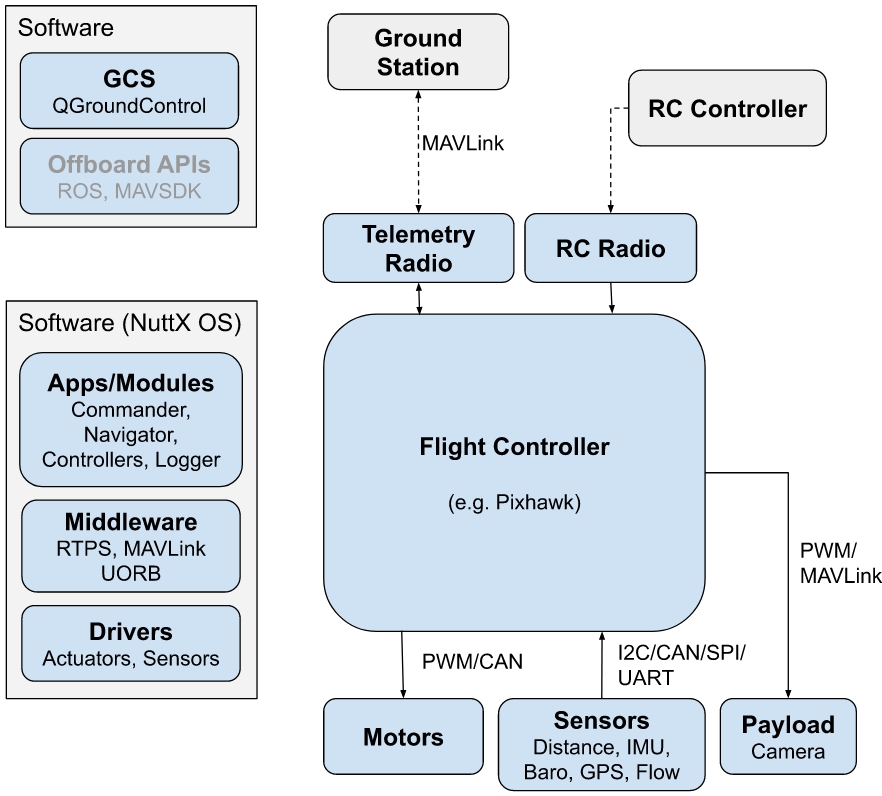 Software
GCS
QGroundControl
Offboard APIs
ROS, MAVSDK
Software (NuttX OS)
Apps/Modules
Commander,
Navigator,
Controllers, Logger
Middleware
RTPS, MAVLink
UORB
Drivers
Actuators, Sensors
Ground
Station
RC Controller
MAVLink
Telemetry
Radio
RC Radio
Flight Controller
(e.g. Pixhawk)
PWM/
MAVLink
PWM/CAN
I2C/CAN/SPI/
UART
Motors
Sensors
Distance, IMU,
Baro, GPS, Flow
Payload
Camera